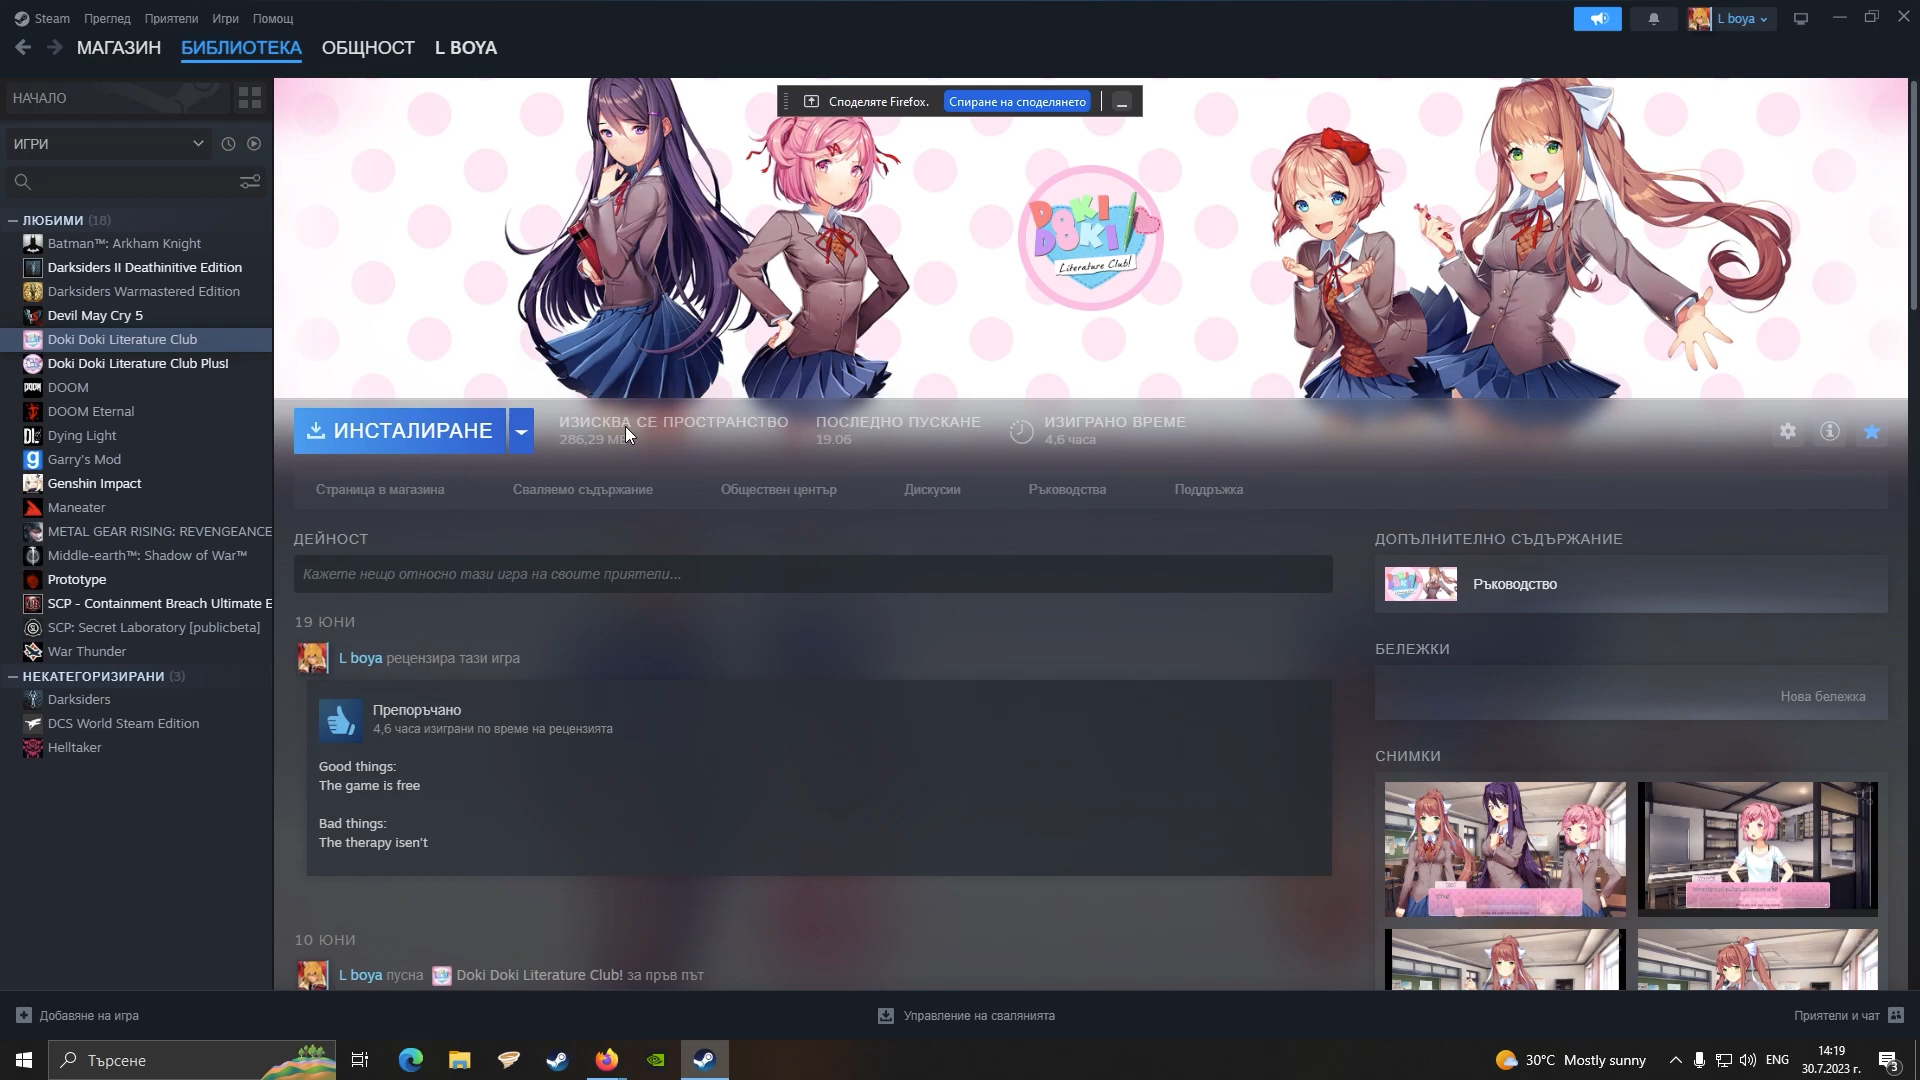 Steam Преглед Приятели Игри Помощ
L boya
МАГАЗИН БИБЛИОТЕКА ОБЩНОСТ L BOYA
НАЧАЛО
ИГРИ
ЛЮБИМИ (18)
Batman™: Arkham Knight
Darksiders II Deathinitive Edition
Darksiders Warmastered Edition
Devil May Cry 5
Doki Doki Literature Club
Doki Doki Literature Club Plus!
DOOM
DOOM Eternal
Dying Light
Garry's Mod
Genshin Impact
Maneater
METAL GEAR RISING: REVENGEANCE
Middle-earth™: Shadow of War™
Prototype
SCP - Containment Breach Ultimate E
SCP: Secret Laboratory [publicbeta]
War Thunder
НЕКАТЕГОРИЗИРАНИ (3)
Darksiders
DCS World Steam Edition
Helltaker
Споделяте Firefox. Спиране на споделянето
DOKI DOKI
Literature Club!
ИНСТАЛИРАНЕ
ИЗИСКВА СЕ ПРОСТРАНСТВО
286,29
ПОСЛЕДНО ПУСКАНЕ
19.06
ИЗИГРАНО ВРЕМЕ
4,6 часа
Страница в магазина Сваляемо съдържание Обществен център Дискусии Ръководства Поддръжка
ДЕЙНОСТ
Кажете нещо относно тази игра на своите приятели...
19 ЮНИ
L boya рецензира тази игра
Препоръчано
4,6 часа изиграни по време на рецензията
Good things:
The game is free
Bad things:
The therapy isen't
10 ЮНИ
L boya пусна Doki Doki Literature Club! за пръв път
ДОПЪЛНИТЕЛНО СЪДЪРЖАНИЕ
Ръководство
БЕЛЕЖКИ
Нова бележка
СНИМКИ
Добавяне на игра
Управление на свалянията
Приятели и чат
Търсене
30°C Mostly sunny
ENG
14:19
30.7.2023 г.
3